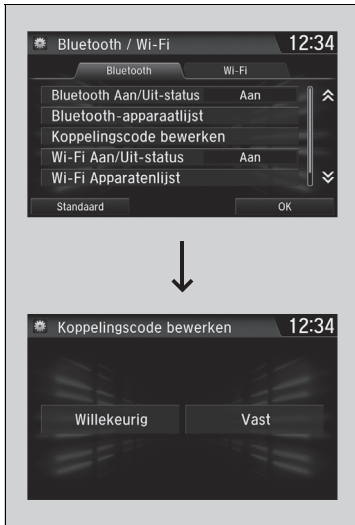 Bluetooth / Wi-Fi 12:34
Bluetooth Wi-Fi
Bluetooth Aan/Uit-status Aan
Bluetooth-apparaatlijst
Koppelingscode bewerken
Wi-Fi Aan/Uit-status Aan
Wi-Fi Apparatenlijst
Standaard OK
Koppelingscode bewerken 12:34
Willekeurig Vast